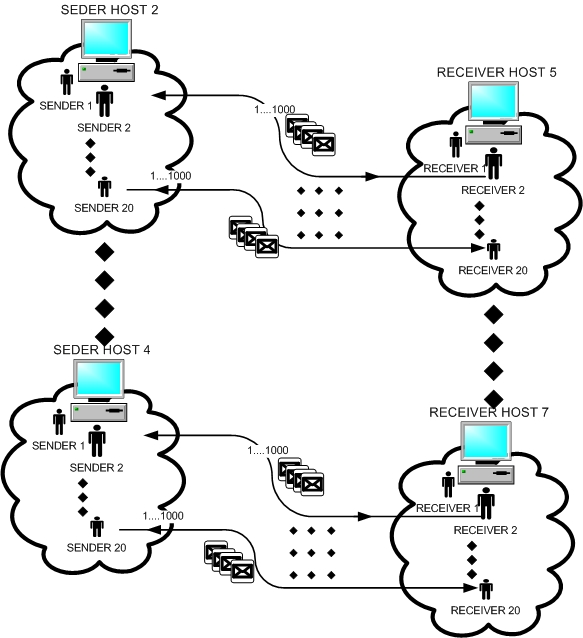 SEDER HOST 2
SENDER 1
SENDER 2
SENDER 20
1....1000
1....1000
RECEIVER HOST 5
RECEIVER 1
RECEIVER 2
RECEIVER 20
SEDER HOST 4
SENDER 1
SENDER 2
SENDER 20
1....1000
1....1000
RECEIVER HOST 7
RECEIVER 1
RECEIVER 2
RECEIVER 20